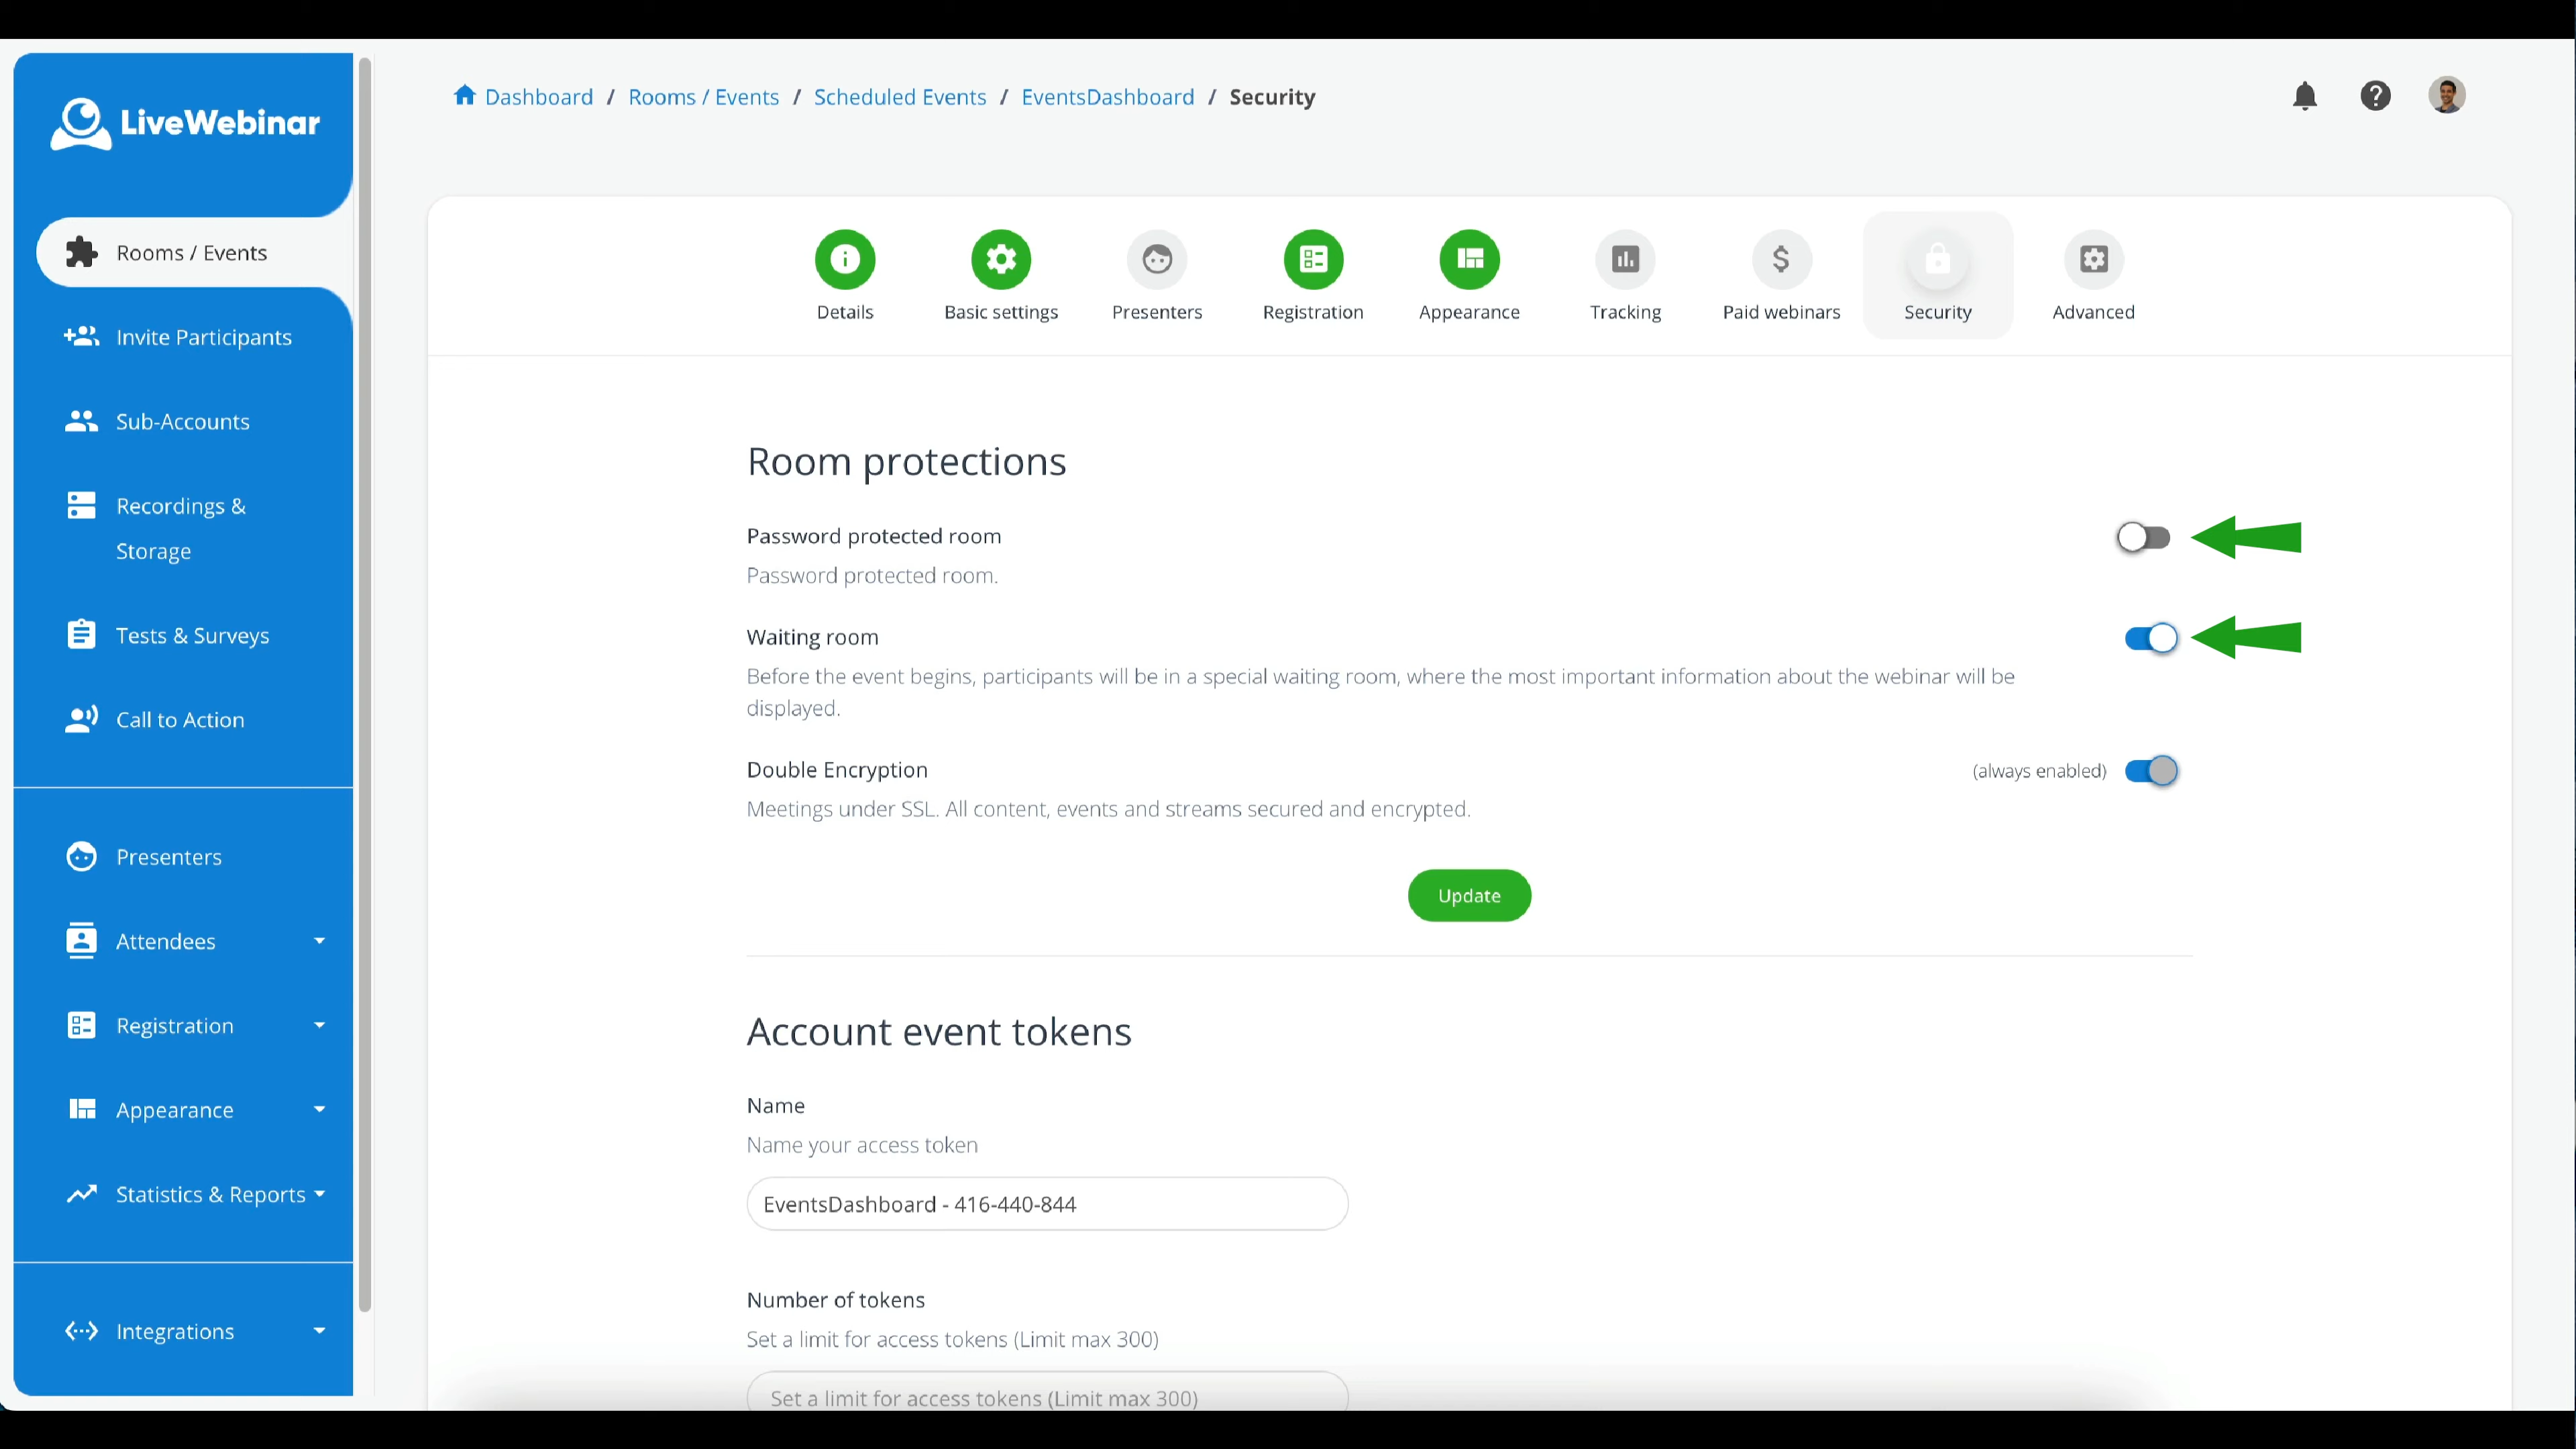 LiveWebinar
Rooms / Events
Invite Participants
Sub-Accounts
Recordings &
Storage
Tests & Surveys
Call to Action
Presenters
Attendees
Registration
Appearance
Statistics & Reports
Integrations
Dashboard / Rooms / Events / Scheduled Events / EventsDashboard / Security
Details
Basic settings
Presenters
Registration
Appearance
Tracking
Paid webinars
Security
Advanced
Room protections
Password protected room
Password protected room.
Waiting room
Before the event begins, participants will be in a special waiting room, where the most important information about the webinar will be
displayed.
Double Encryption
(always enabled)
Meetings under SSL. All content, events and streams secured and encrypted.
Update
Account event tokens
Name
Name your access token
EventsDashboard - 416-440-844
Number of tokens
Set a limit for access tokens (Limit max 300)
Set a limit for access tokens (Limit max 300)